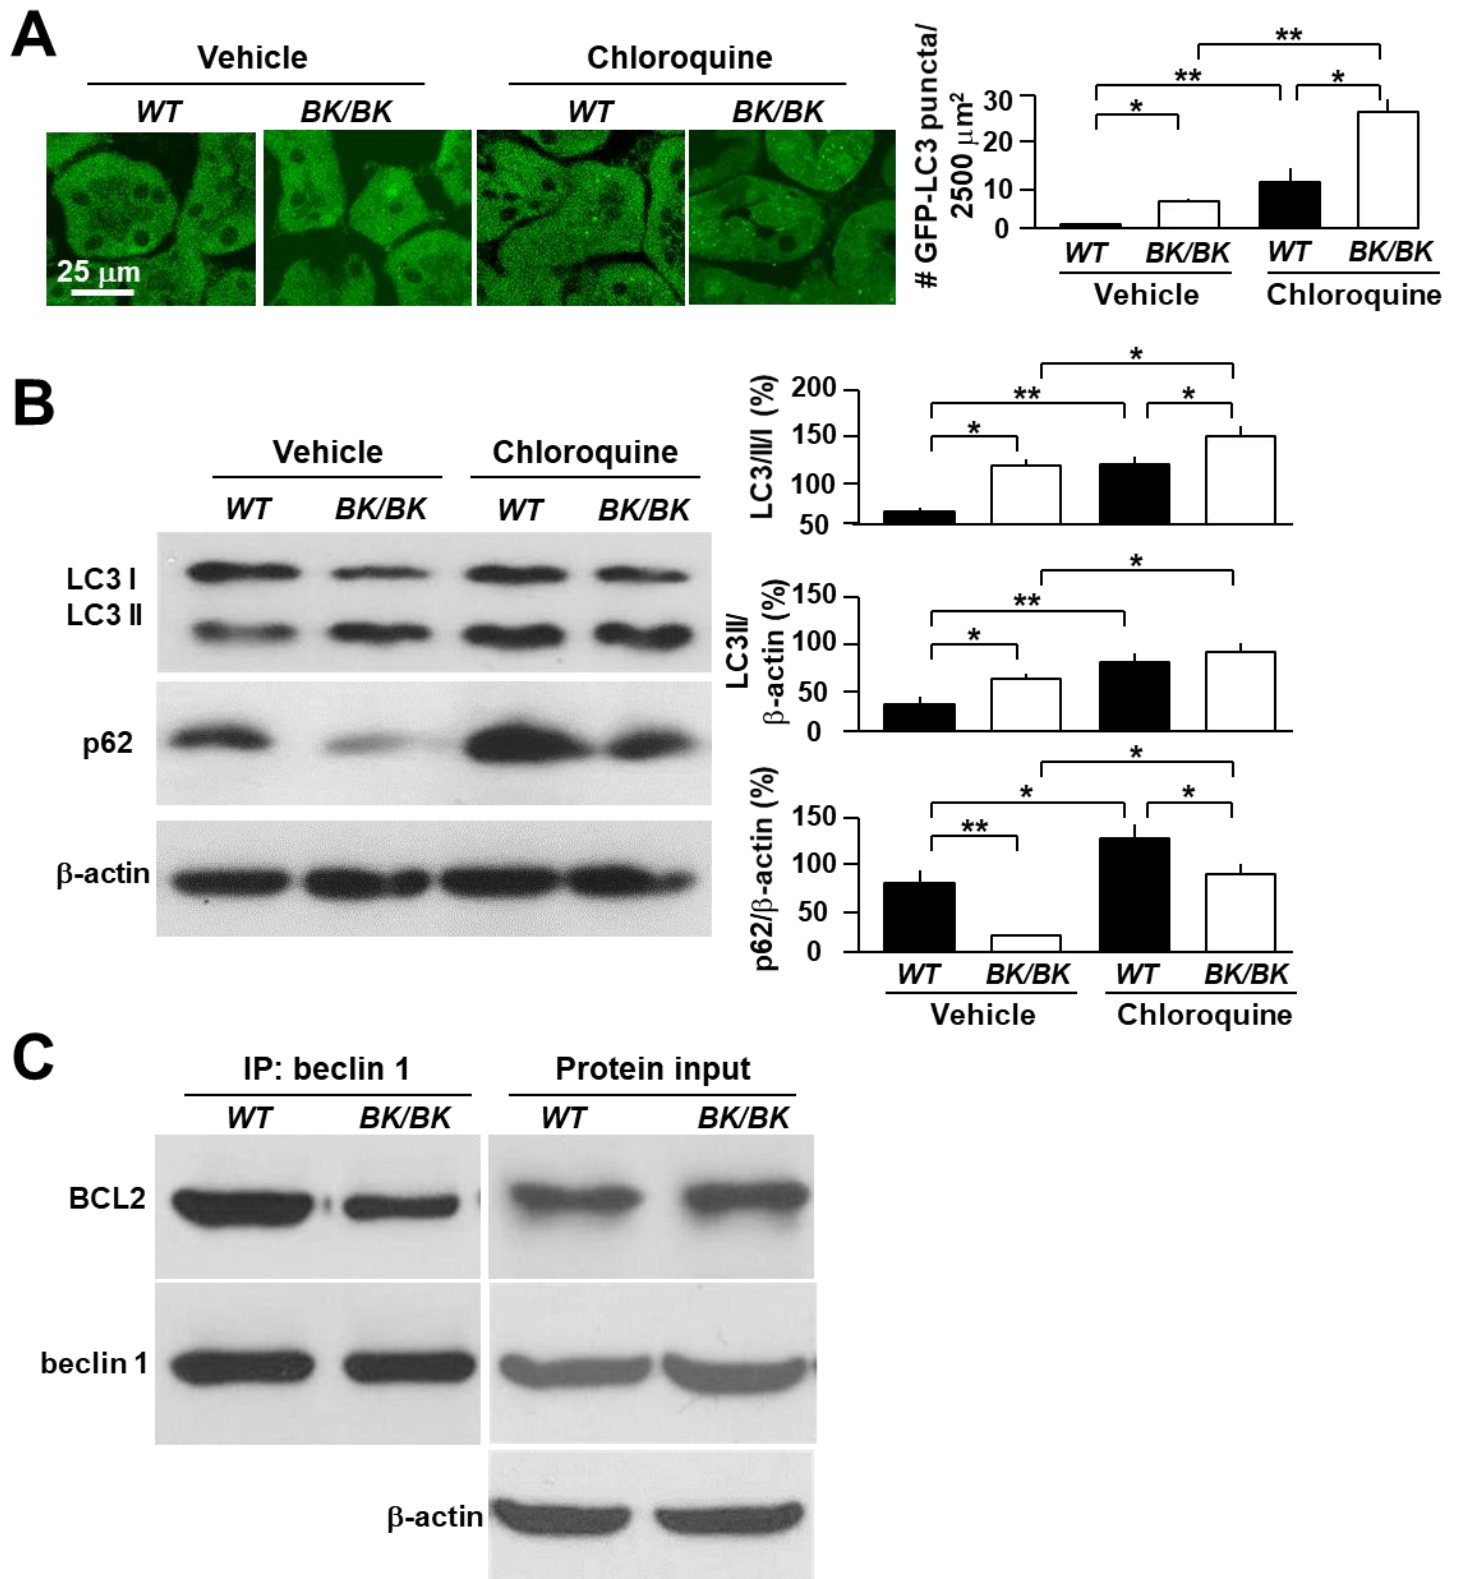 A
Vehicle
Chloroquine
WT
BK/BK
WT
BK/BK
25 μm
# GFP-LC3 puncta/
2500 μm²
30
20
10
0
**
**
*
*
WT
BK/BK
WT
BK/BK
Vehicle
Chloroquine
B
Vehicle
Chloroquine
WT
BK/BK
WT
BK/BK
LC3 I
LC3 II
p62
β-actin
LC3/II/I (%)
200
150
100
50
*
**
*
*
LC3II/
β-actin (%)
150
100
50
0
*
**
*
p62/β-actin (%)
150
100
50
0
*
*
*
**
WT
BK/BK
WT
BK/BK
Vehicle
Chloroquine
C
IP: beclin 1
Protein input
WT
BK/BK
WT
BK/BK
BCL2
beclin 1
β-actin